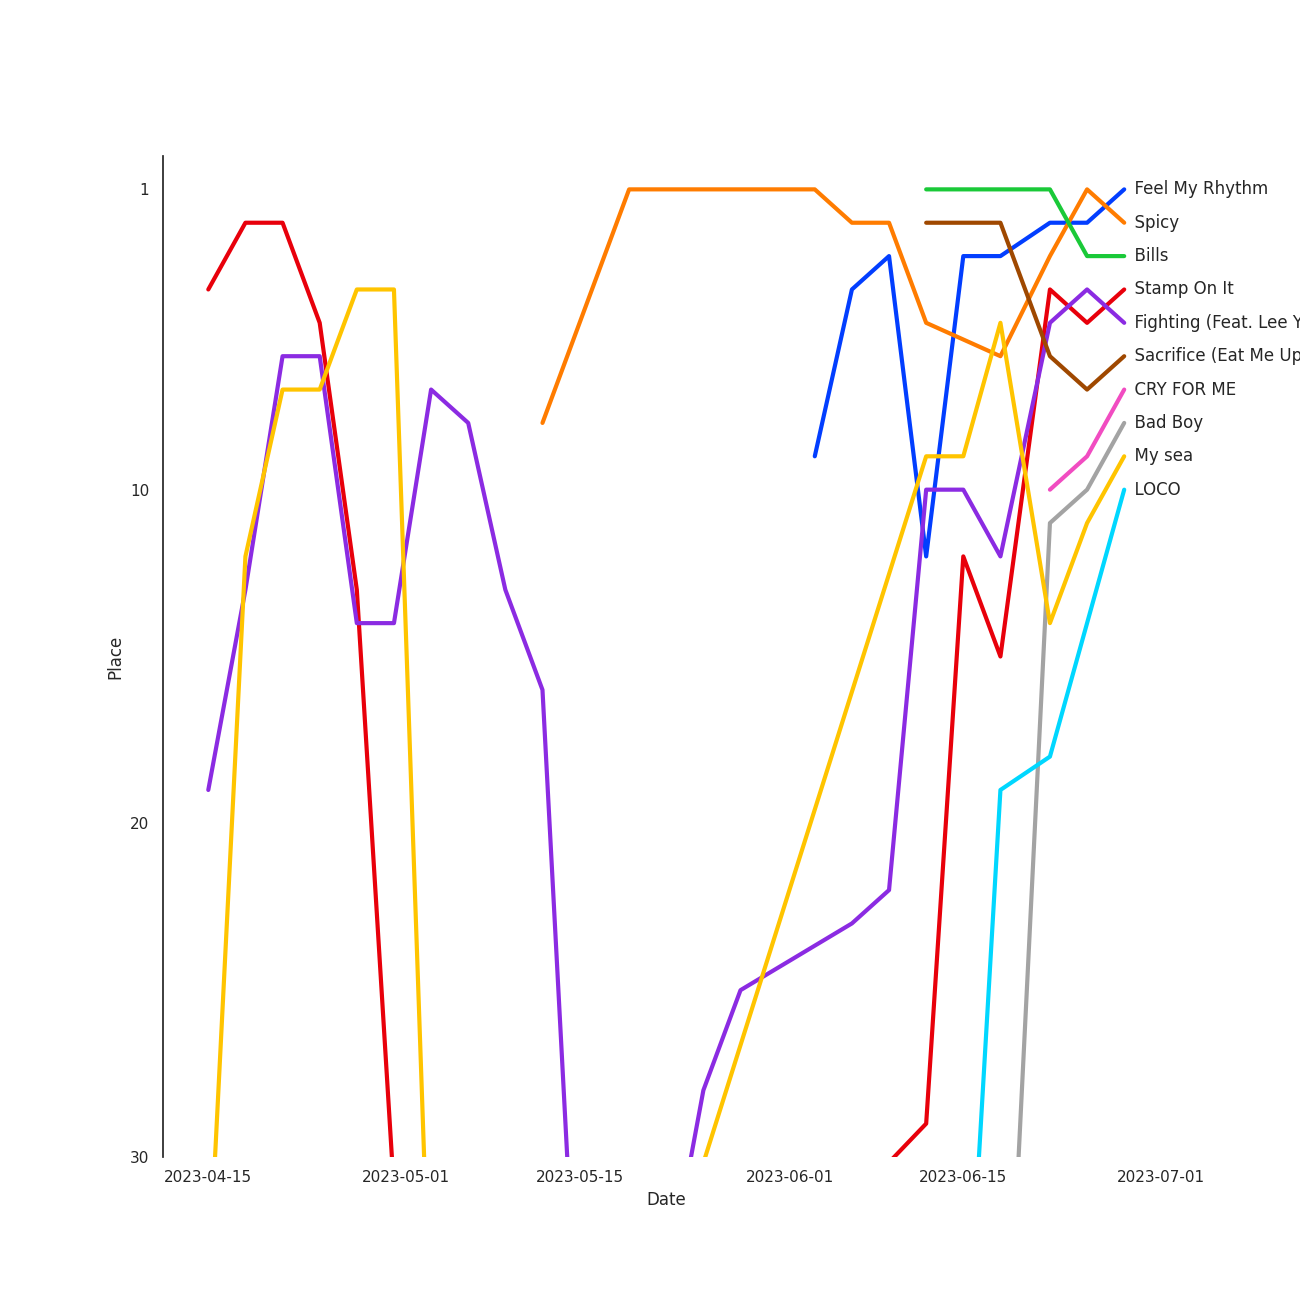 1
10
20
30
Place
2023-04-15
2023-05-01
2023-05-15
2023-06-01
2023-06-15
2023-07-01
Date
Feel My Rhythm
Spicy
Bills
Stamp On It
Fighting (Feat. Lee Y
Sacrifice (Eat Me Up
CRY FOR ME
Bad Boy
My sea
LOCO